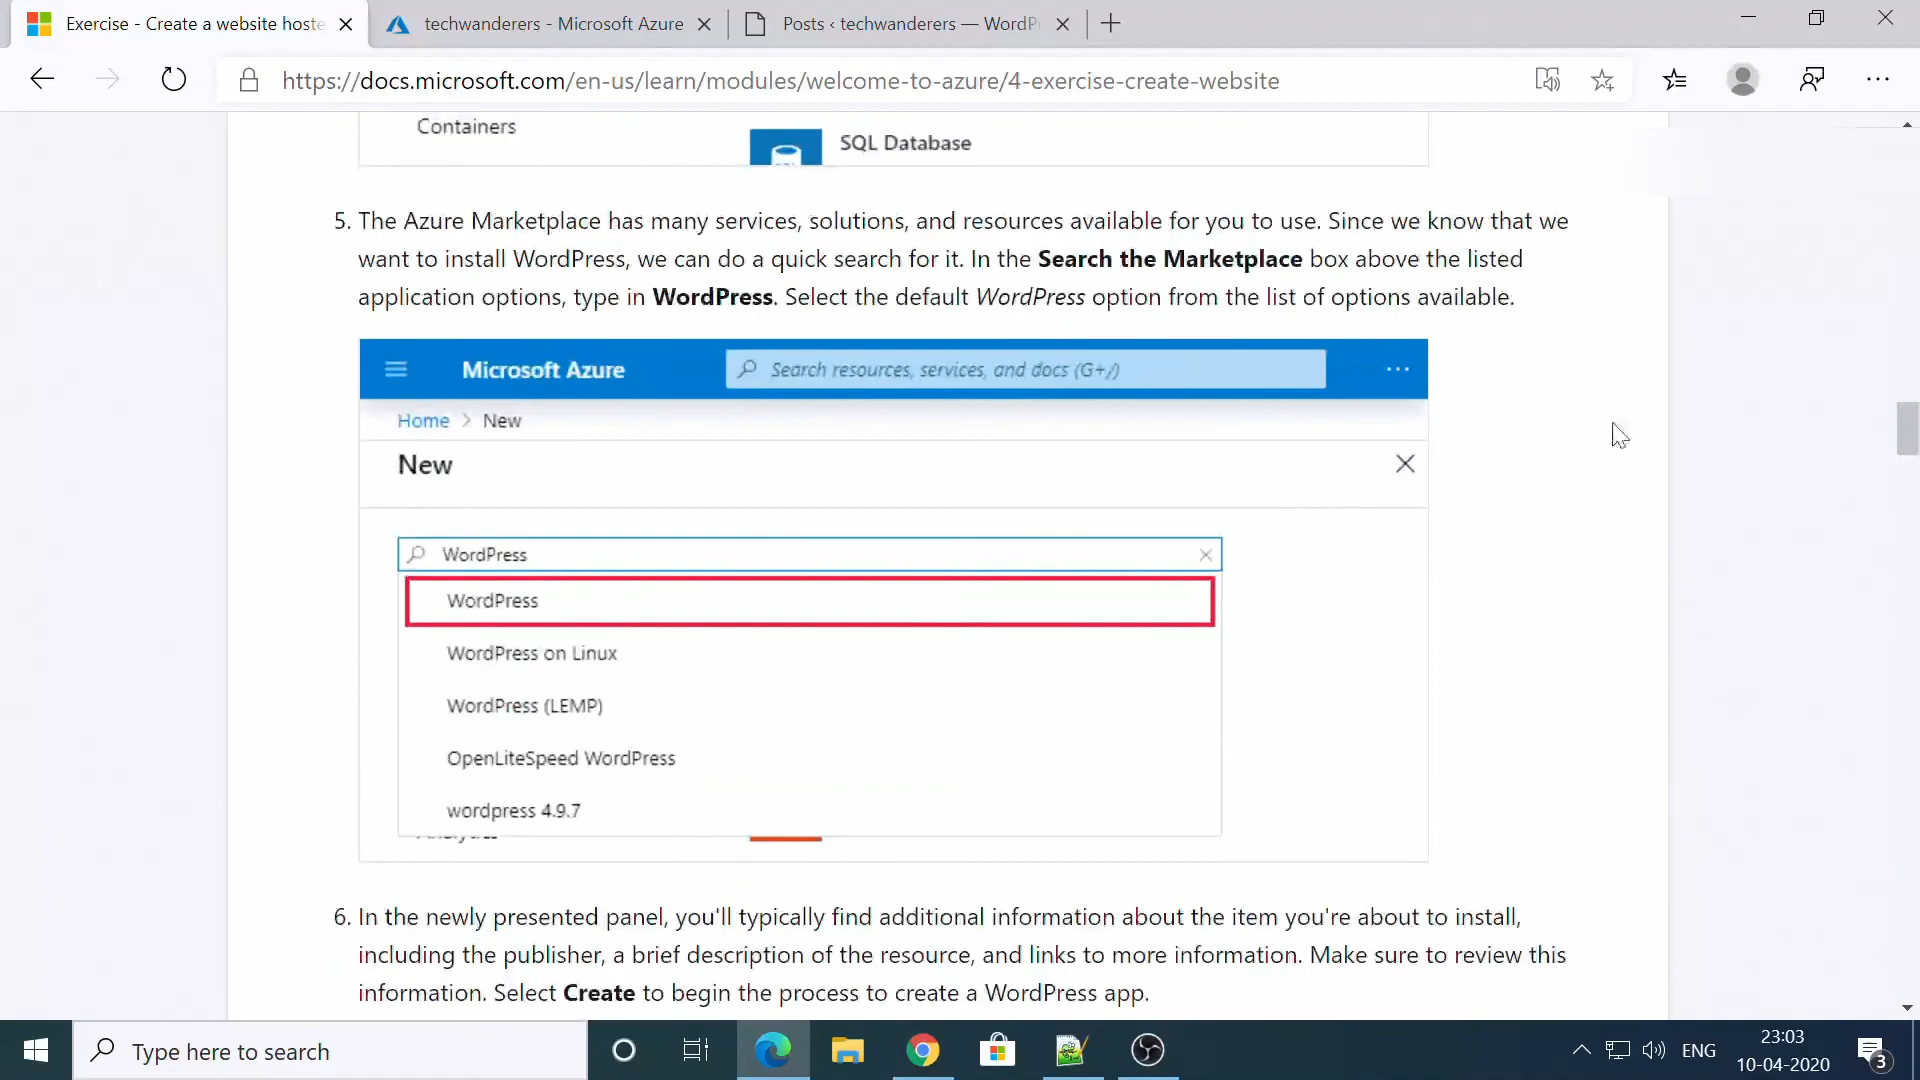 Exercise - Create a website hoste
techwanderers - Microsoft Azure
Posts ‹ techwanderers — WordPr
https://docs.microsoft.com/en-us/learn/modules/welcome-to-azure/4-exercise-create-website
Containers
SQL Database
5. The Azure Marketplace has many services, solutions, and resources available for you to use. Since we know that we
want to install WordPress, we can do a quick search for it. In the Search the Marketplace box above the listed
application options, type in WordPress. Select the default WordPress option from the list of options available.
Microsoft Azure
Search resources, services, and docs (G+/)
Home > New
New
WordPress
WordPress
WordPress on Linux
WordPress (LEMP)
OpenLiteSpeed WordPress
wordpress 4.9.7
6. In the newly presented panel, you'll typically find additional information about the item you're about to install,
including the publisher, a brief description of the resource, and links to more information. Make sure to review this
information. Select Create to begin the process to create a WordPress app.
Type here to search
ENG
23:03
10-04-2020
3